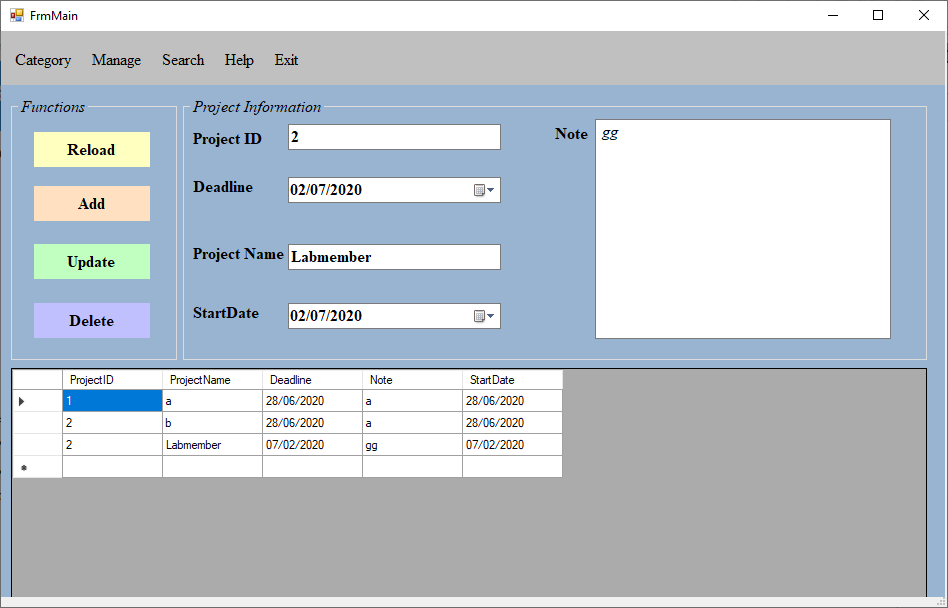 FrmMain
Category Manage Search Help Exit
Functions
Reload
Add
Update
Delete
Project Information
Project ID 2
Deadline 02/07/2020
Project Name Labmember
StartDate 02/07/2020
Note gg
ProjectID ProjectName Deadline Note StartDate
1 a 28/06/2020 a 28/06/2020
2 b 28/06/2020 a 28/06/2020
2 Labmember 07/02/2020 gg 07/02/2020